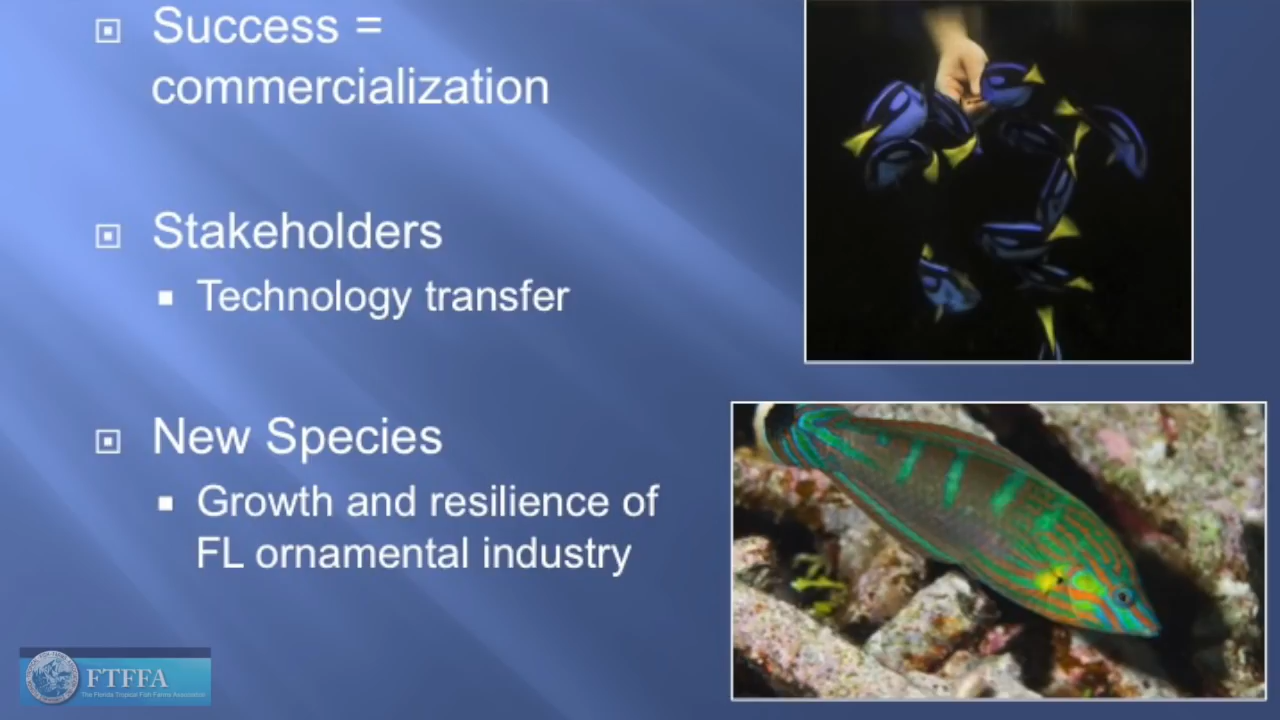 Success =
commercialization
Stakeholders
Technology transfer
New Species
Growth and resilience of
FL ornamental industry
FTFFA
The Florida Tropical Fish Farms Association